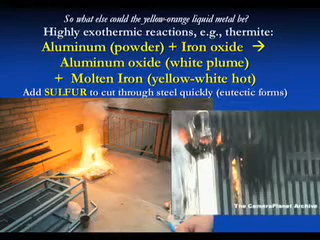 So what else could the yellow-orange liquid metal be?
Highly exothermic reactions, e.g., thermite:
Aluminum (powder) + Iron oxide →
Aluminum oxide (white plume)
+ Molten Iron (yellow-white hot)
Add SULFUR to cut through steel quickly (eutectic forms)
The CameraPlanet Archive